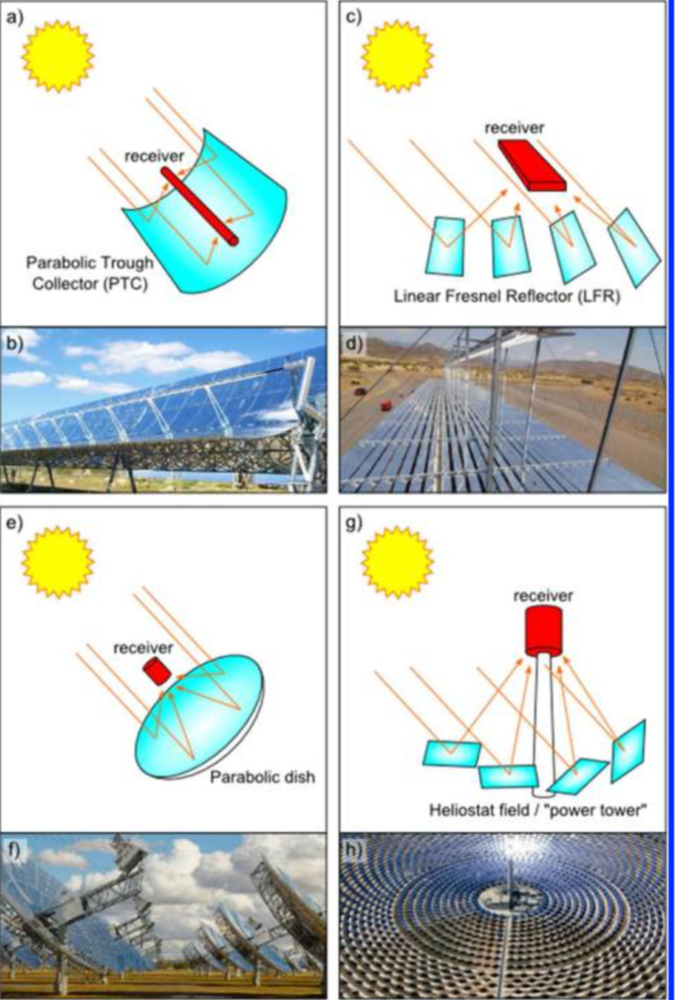 a)
receiver
Parabolic Trough
Collector (PTC)
c)
receiver
Linear Fresnel Reflector (LFR)
b)
d)
e)
receiver
Parabolic dish
g)
receiver
Heliostat field / "power tower"
f)
h)